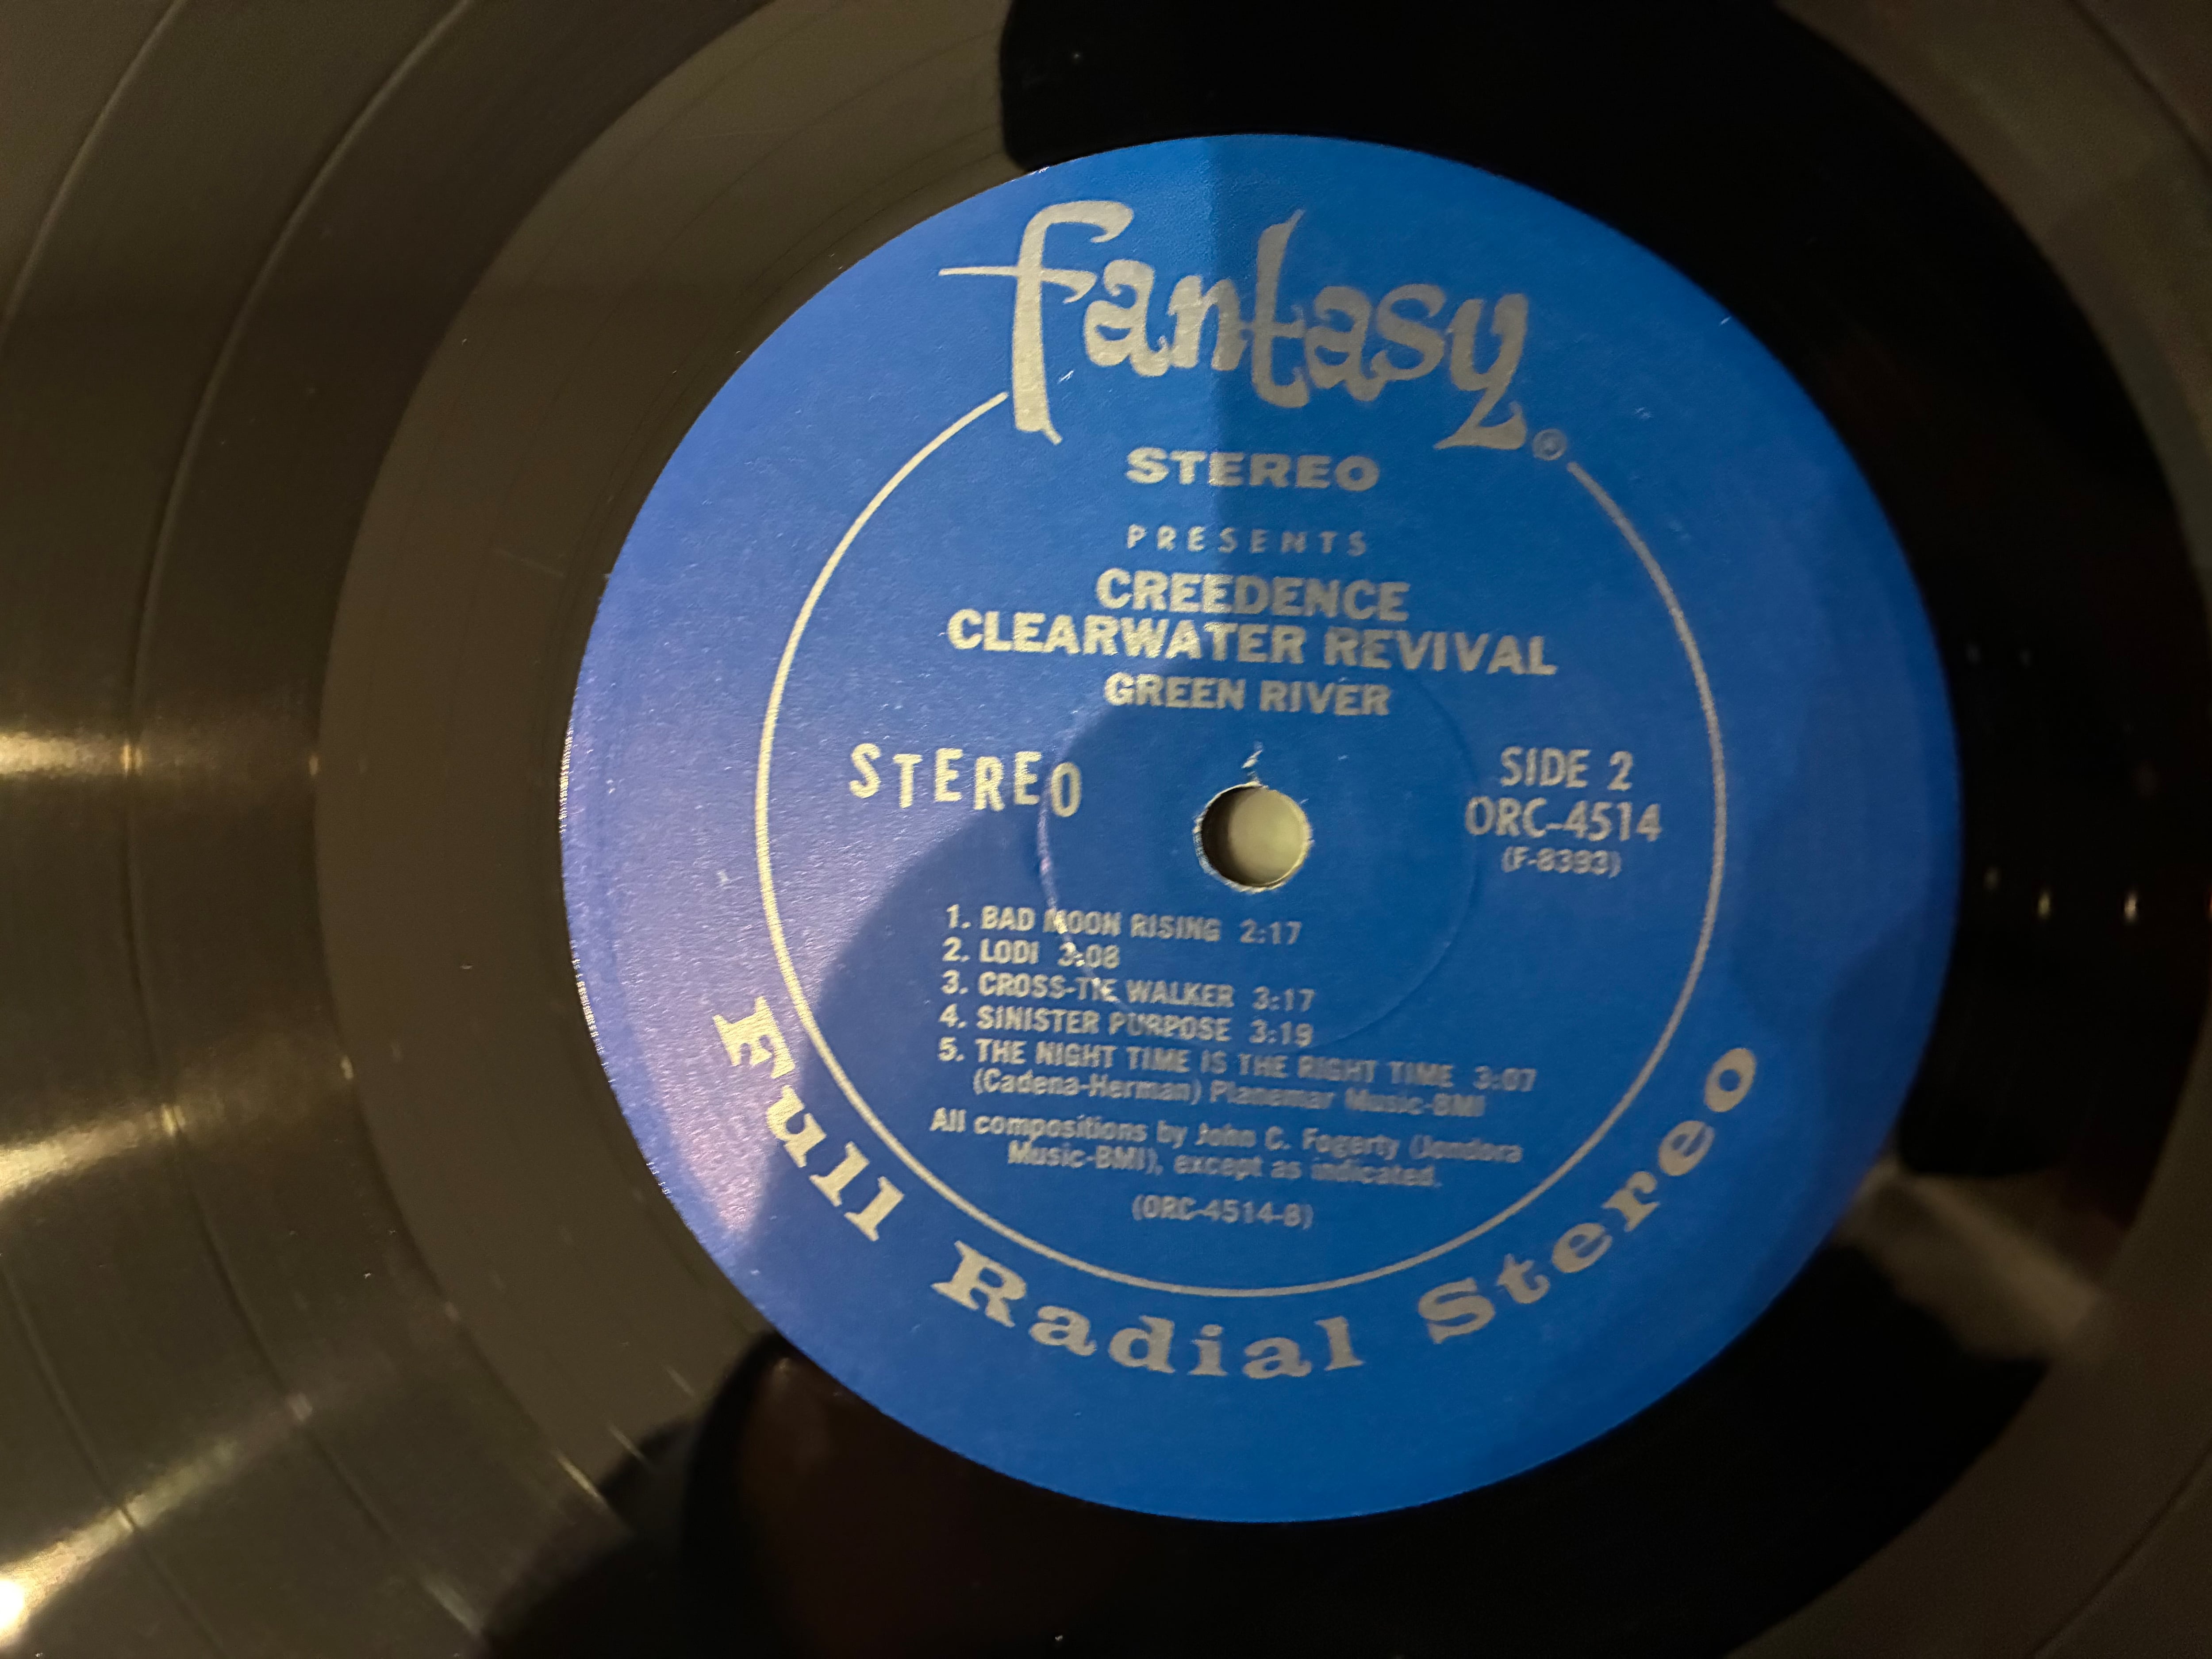 fantasy ®
STEREO
PRESENTS
CREEDENCE
CLEARWATER REVIVAL
GREEN RIVER
STEREO
SIDE 2
ORC-4514
(F-8393)
1. BAD MOON RISING 2:17
2. LODI 3:08
3. CROSS-TIE WALKER 3:17
4. SINISTER PURPOSE 3:19
5. THE NIGHT TIME IS THE RIGHT TIME 3:07
(Cadena-Herman) Planemar Music-BMI
All compositions by John C. Fogerty (Jondora
Music-BMI), except as indicated.
(ORC-4514-B)
Full Radial Stereo